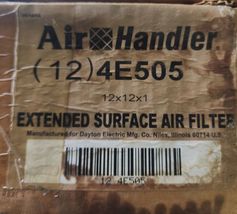 Air Handler
(12) 4E505
12x12x1
EXTENDED SURFACE AIR FILTER
Manufactured for Dayton Electric Mfg. Co. Niles, Illinois 60714 U.S.
12 4E505